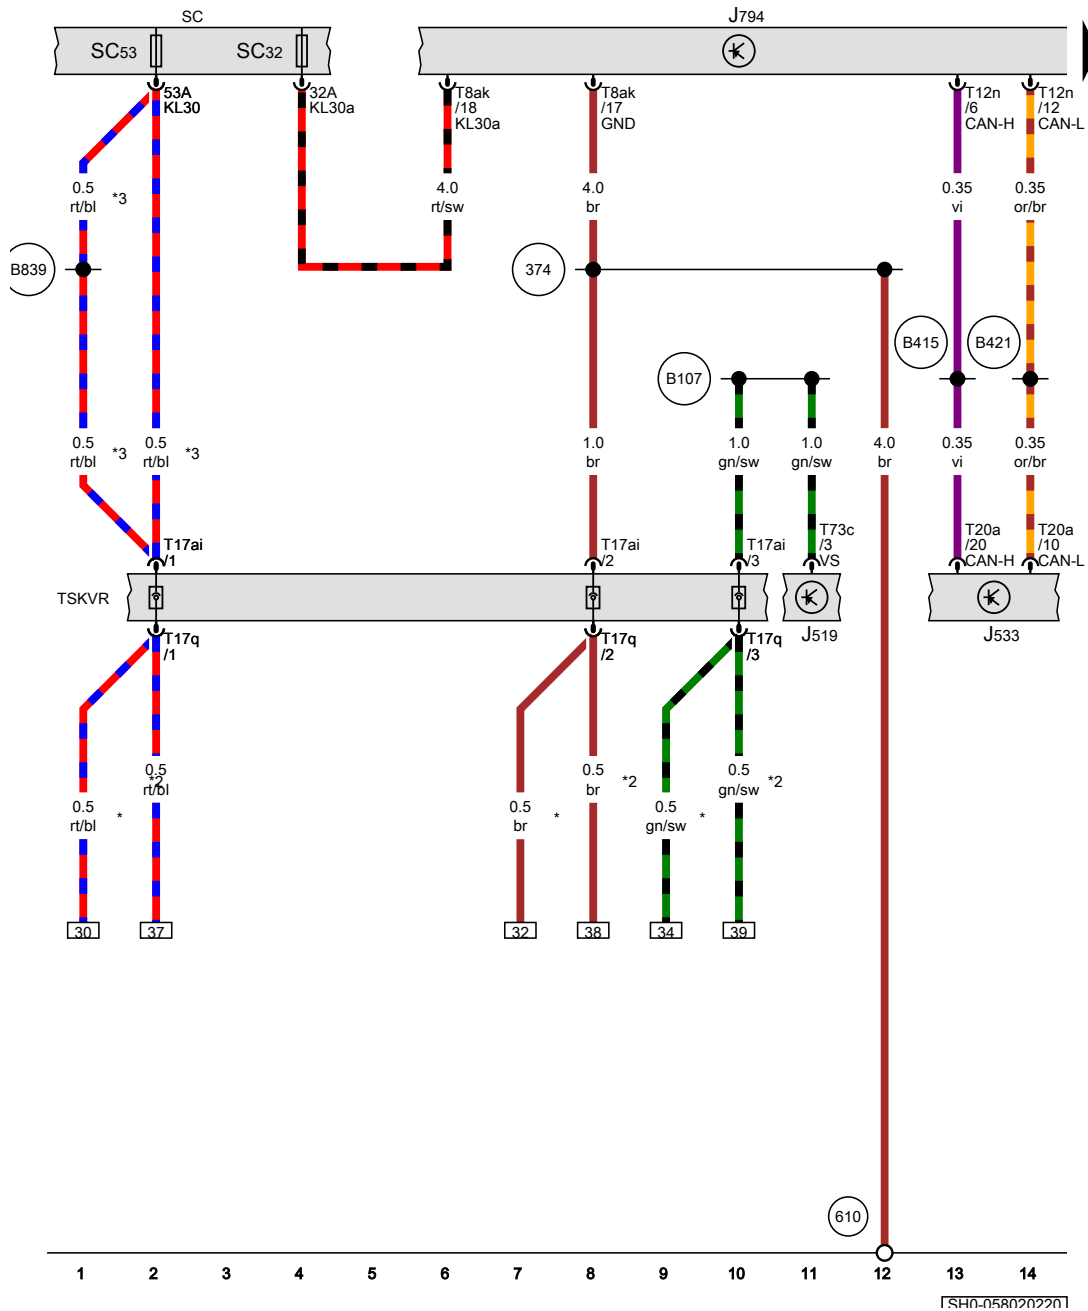 SC
J794
SC53
SC32
53A
KL30
32A
KL30a
T8ak
/18
KL30a
T8ak
/17
GND
T12n
/6
CAN-H
T12n
/12
CAN-L
0.5
rt/bl
*3
4.0
rt/sw
4.0
br
0.35
vi
0.35
or/br
B839
374
B415
B421
B107
0.5
rt/bl
*3
0.5
rt/bl
*3
1.0
br
1.0
gn/sw
1.0
gn/sw
4.0
br
0.35
vi
0.35
or/br
T17ai
/1
T17ai
/2
T17ai
/3
T73c
/3
VS
T20a
/20
CAN-H
T20a
/10
CAN-L
TSKVR
J519
J533
T17q
/1
T17q
/2
T17q
/3
0.5
rt/bl
*
0.5
rt/bl
*2
0.5
br
*
0.5
br
*2
0.5
gn/sw
*
0.5
gn/sw
*2
30
37
32
38
34
39
610
1 2 3 4 5 6 7 8 9 10 11 12 13 14
SH0-058020220